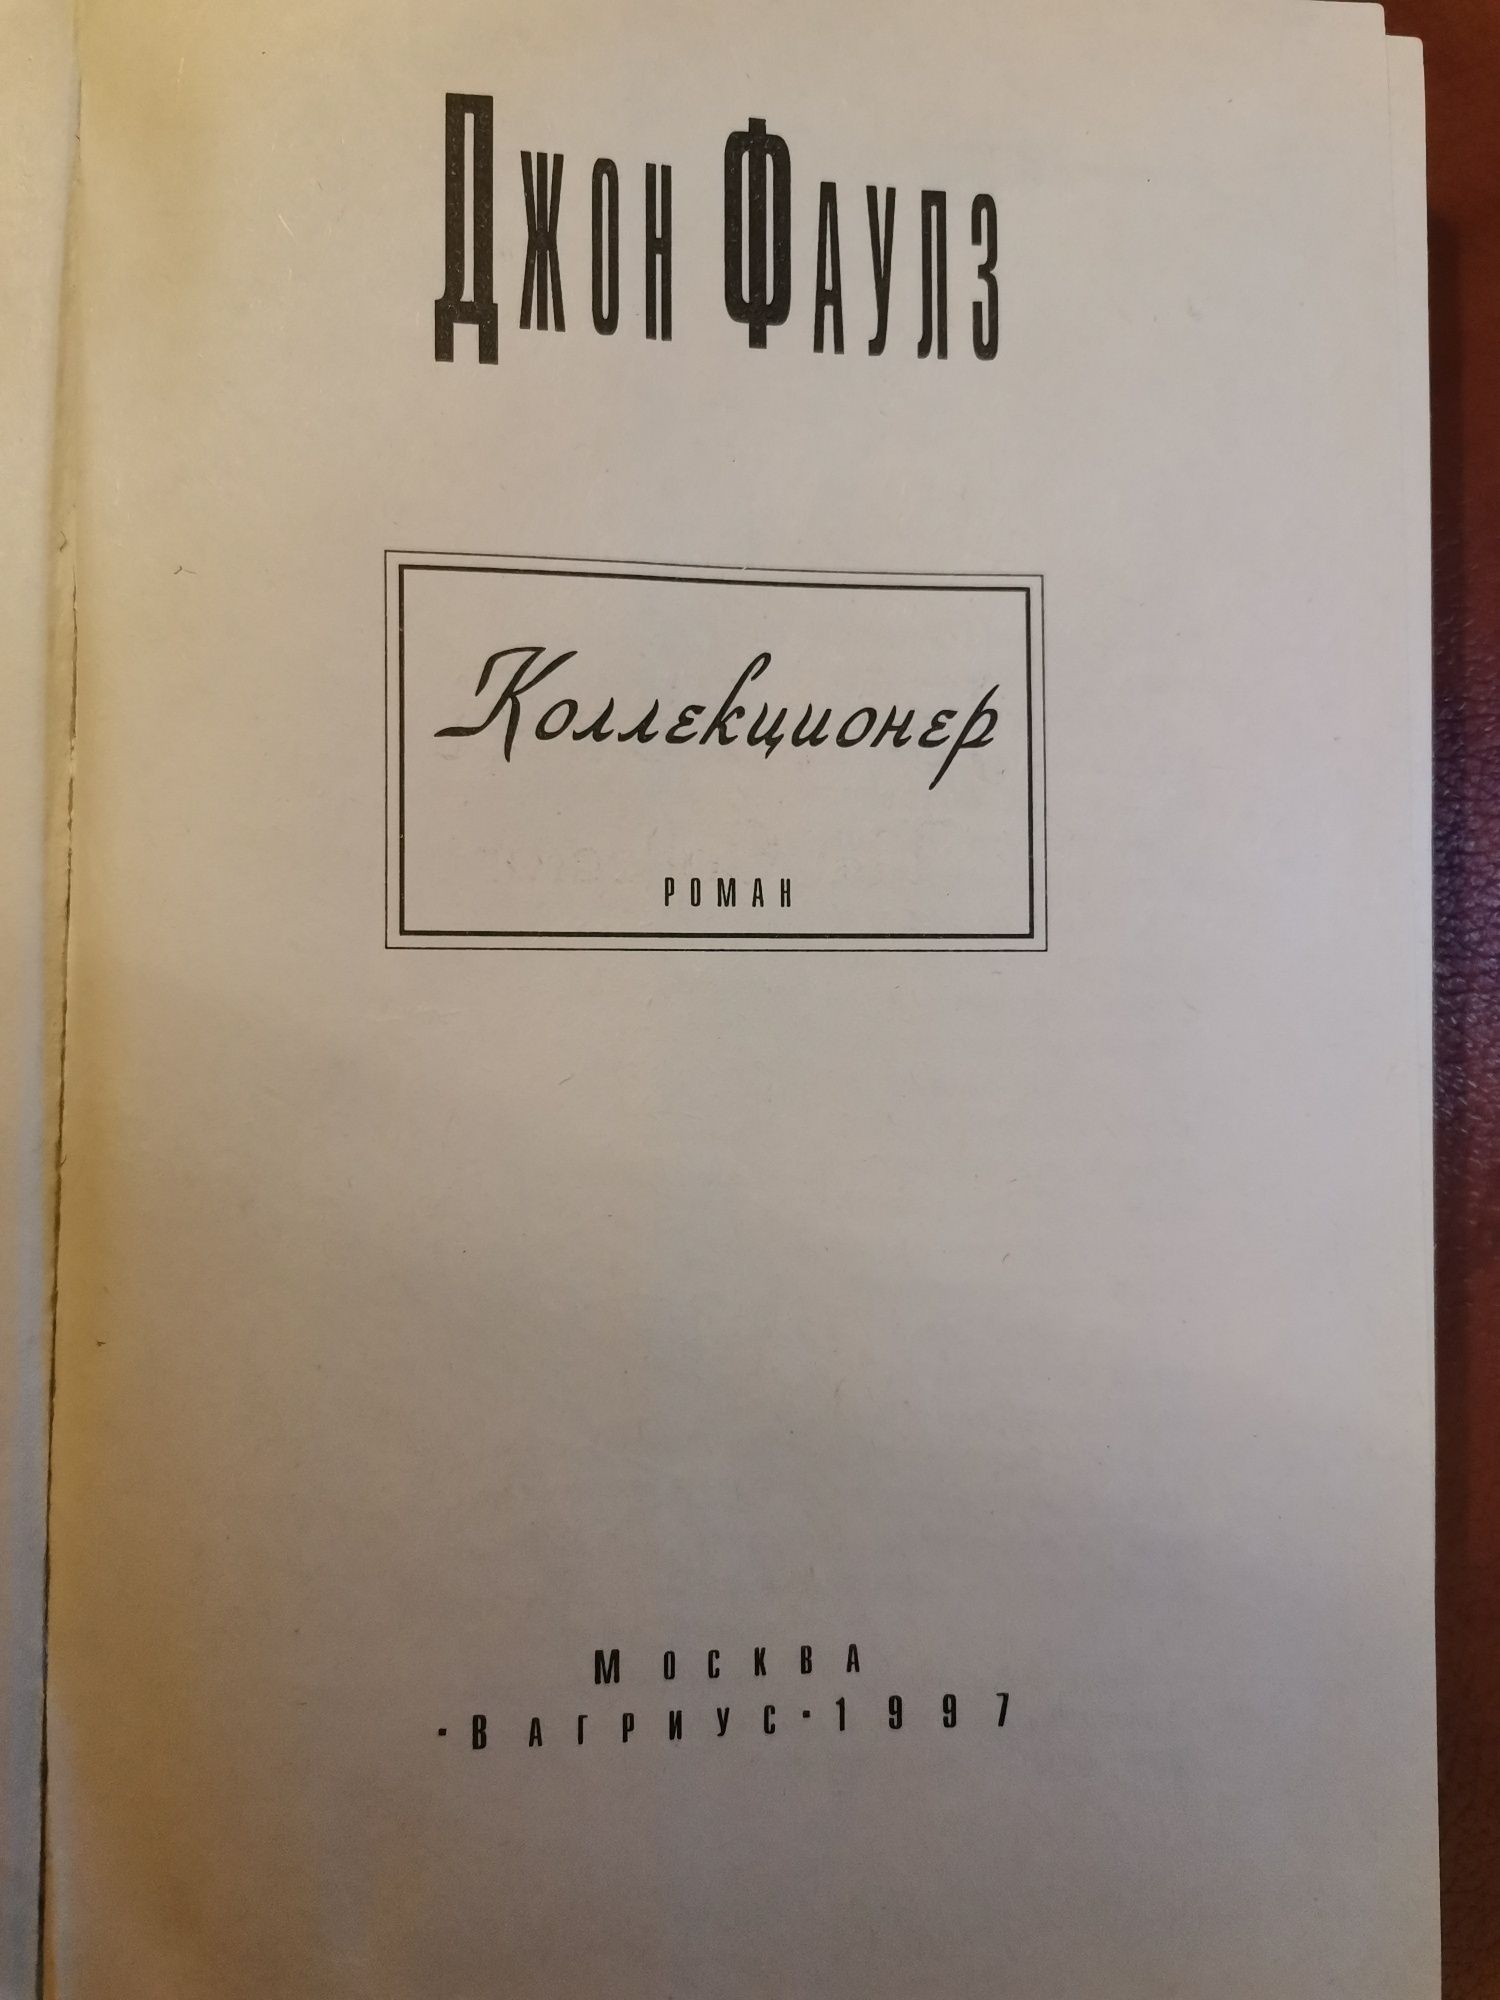 Джон Фаулз
Коллекционер
РОМАН
Москва
·Вагриус·1997